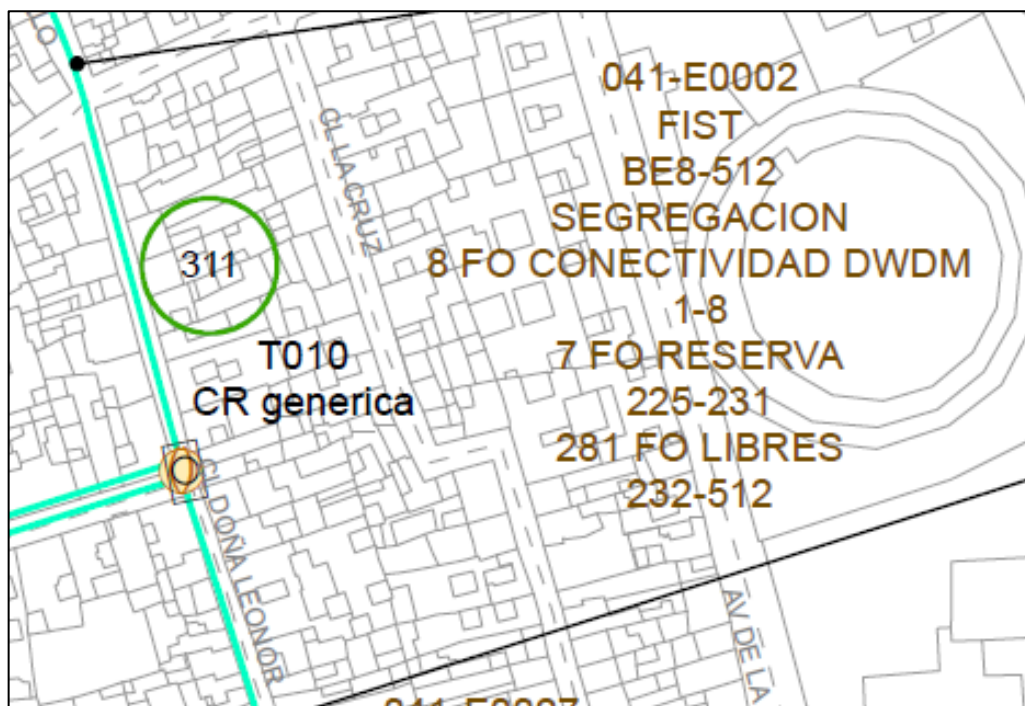 LO
041-E0002
FIST
BE8-512
SEGREGACION
8 FO CONECTIVIDAD DWDM
1-8
7 FO RESERVA
225-231
281 FO LIBRES
232-512
CL LA CRUZ
311
T010
CR generica
CL DOÑA LEONOR
AV DE LA